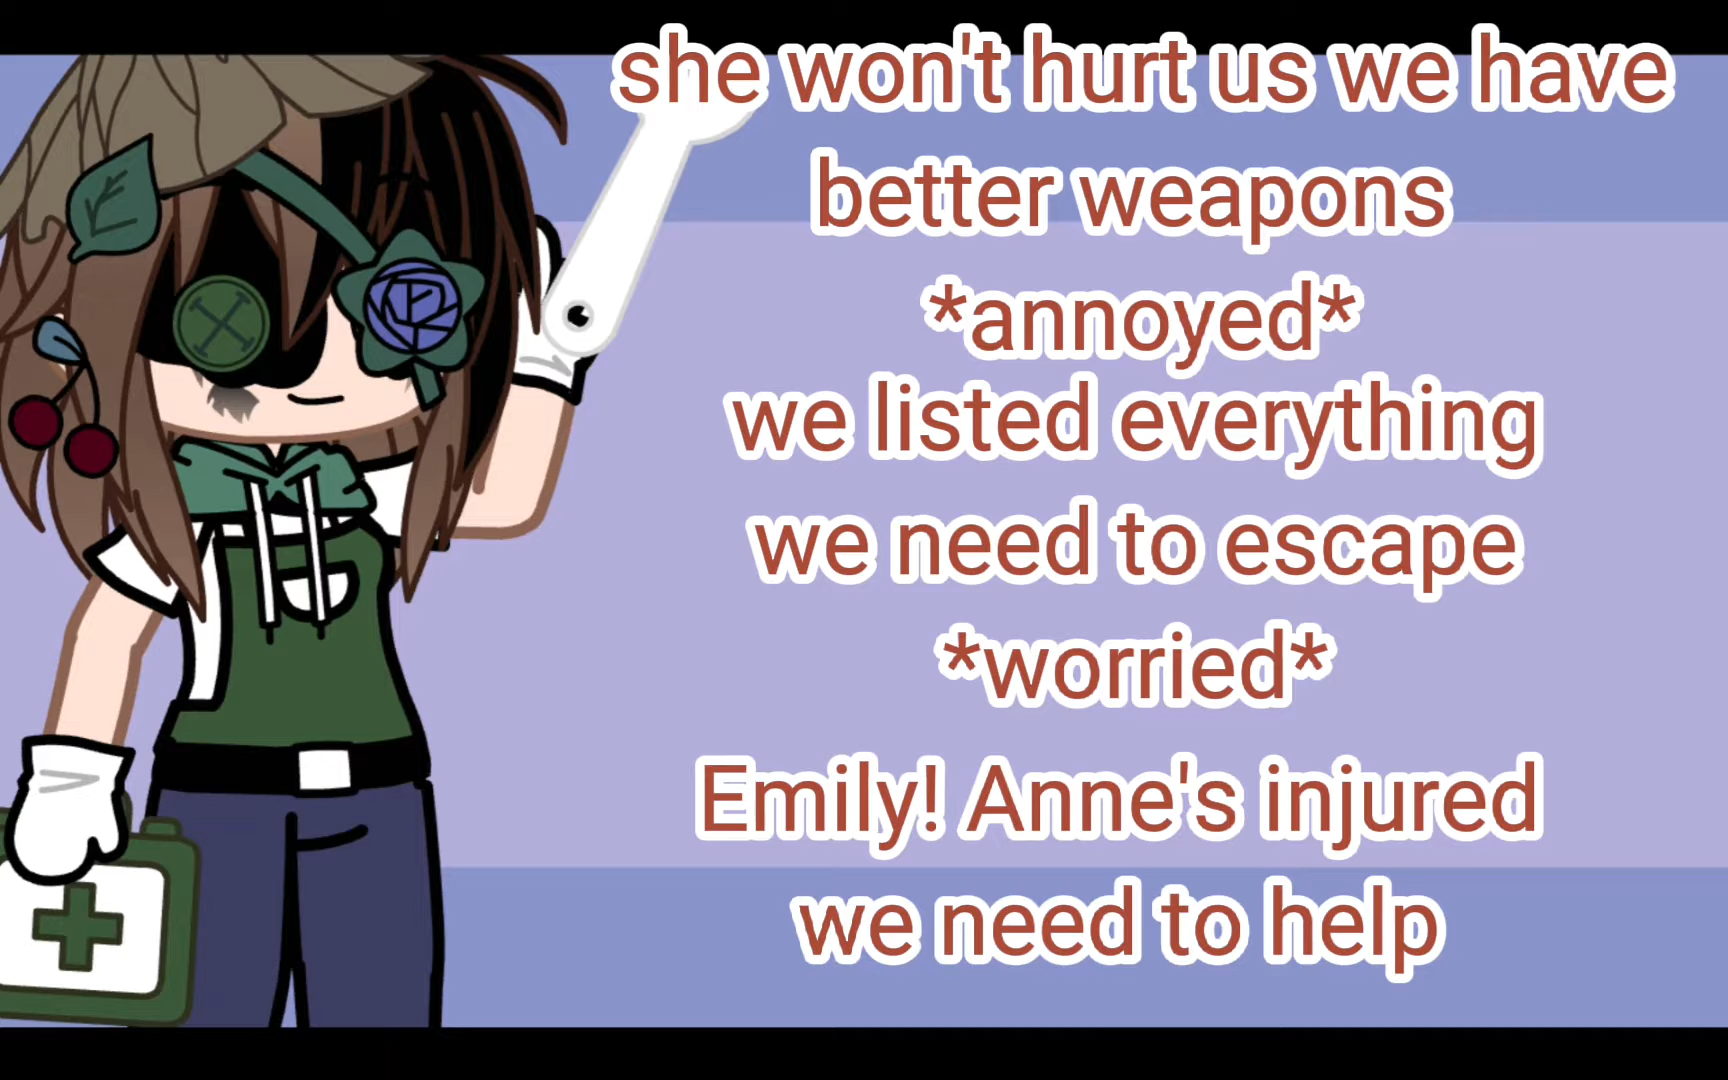 she won't hurt us we have
better weapons
*annoyed*
we listed everything
we need to escape
*worried*
Emily! Anne's injured
we need to help